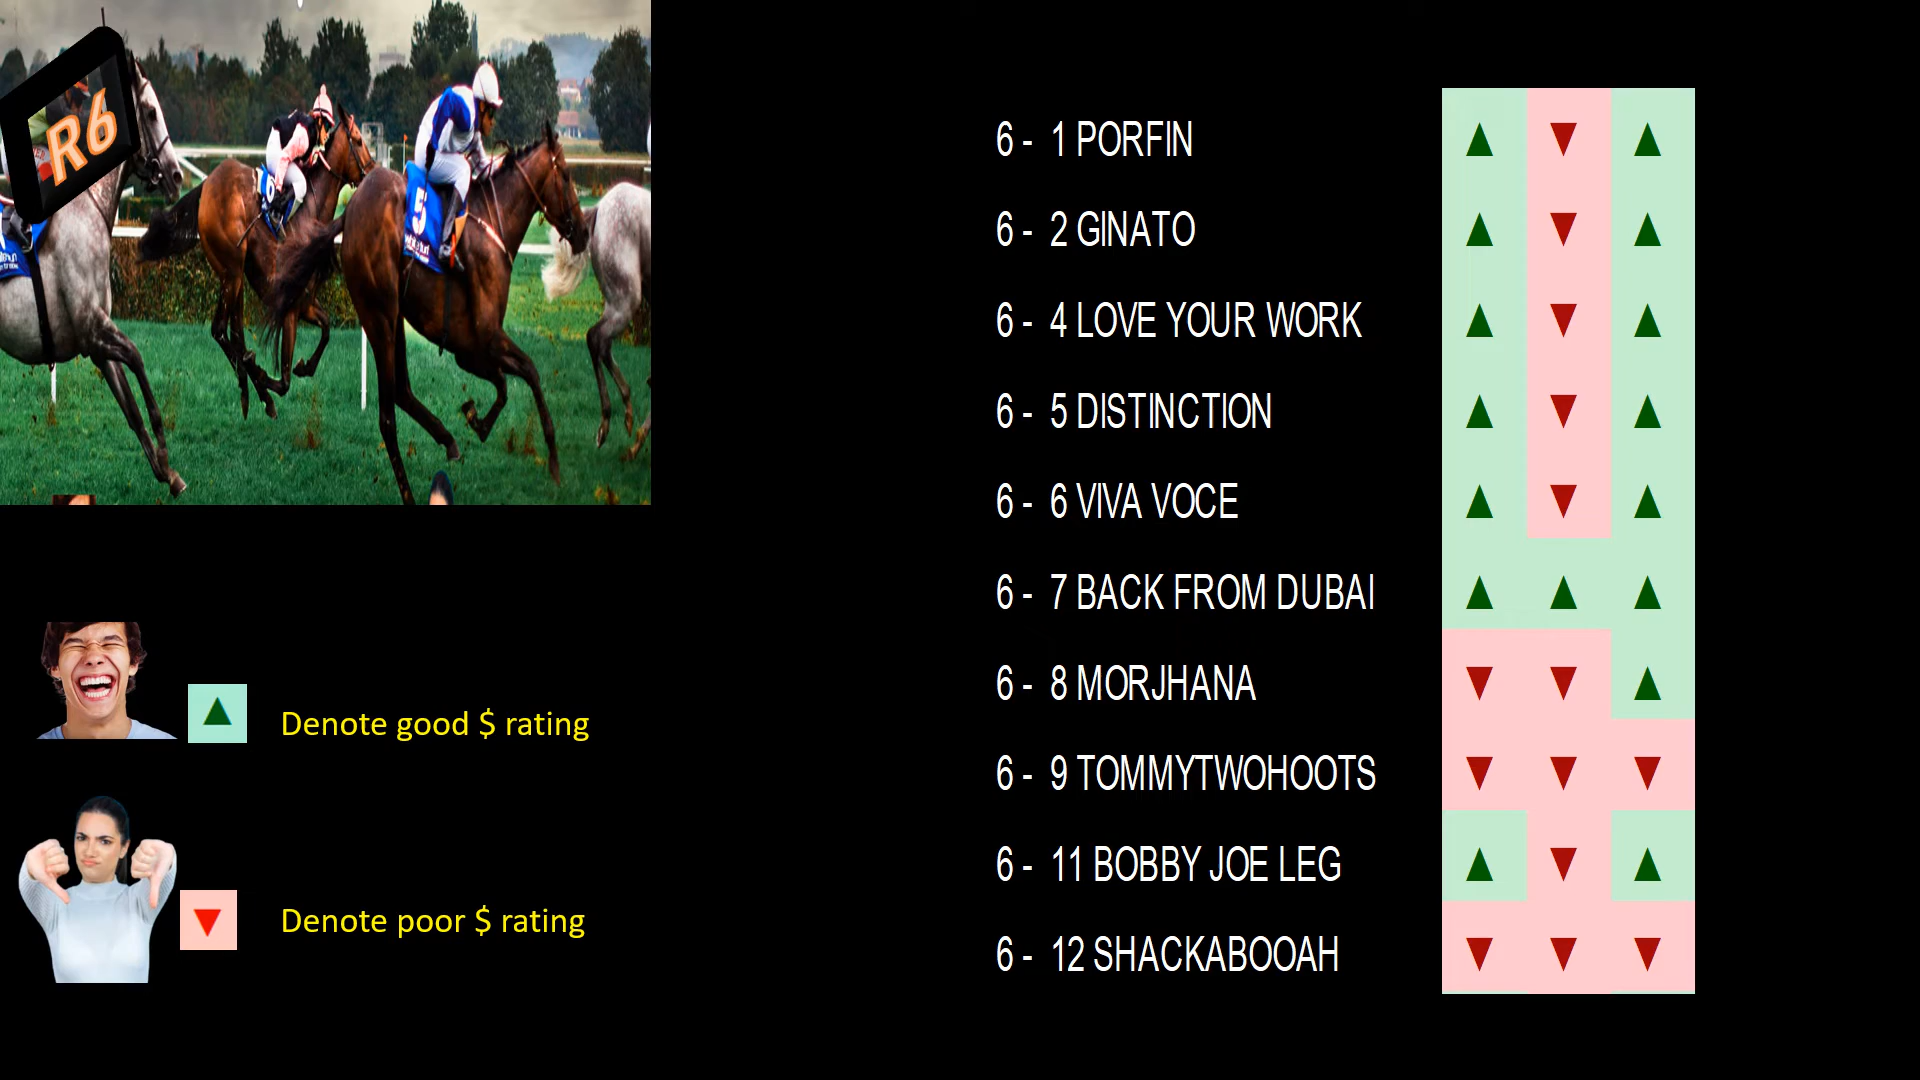 R6
5
6
6 - 1 PORFIN
6 - 2 GINATO
6 - 4 LOVE YOUR WORK
6 - 5 DISTINCTION
6 - 6 VIVA VOCE
6 - 7 BACK FROM DUBAI
6 - 8 MORJHANA
6 - 9 TOMMYTWOHOOTS
6 - 11 BOBBY JOE LEG
6 - 12 SHACKABOOAH
Denote good $ rating
Denote poor $ rating